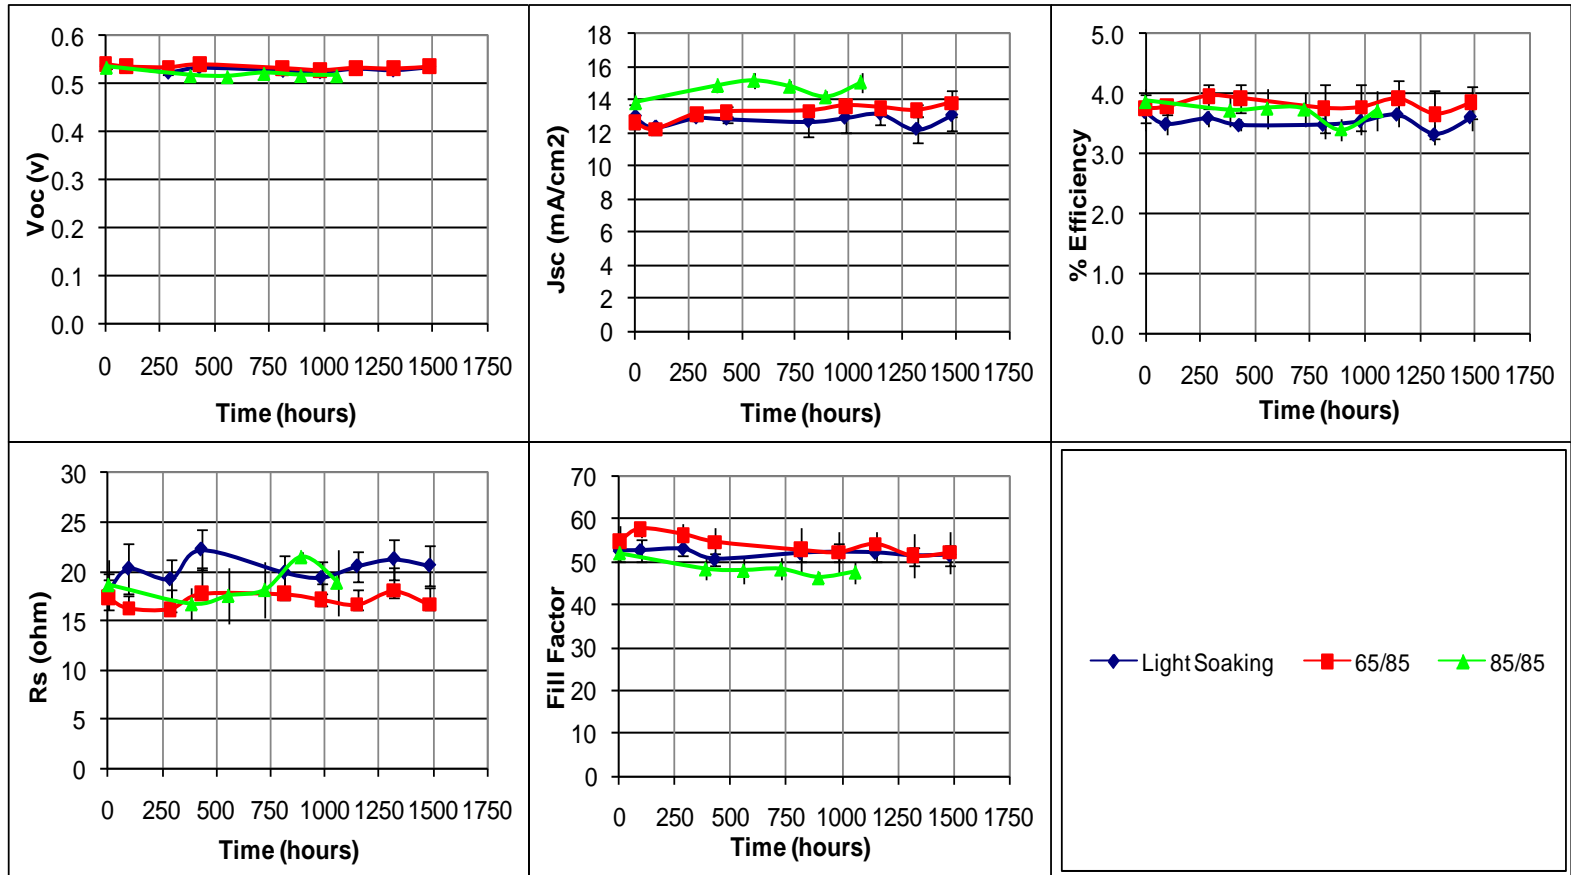 0.6
0.5
0.4
0.3
0.2
0.1
0.0
Voc (v)
0 250 500 750 1000 1250 1500 1750
Time (hours)
18
16
14
12
10
8
6
4
2
0
Jsc (mA/cm2)
0 250 500 750 1000 1250 1500 1750
Time (hours)
5.0
4.0
3.0
2.0
1.0
0.0
% Efficiency
0 250 500 750 1000 1250 1500 1750
Time (hours)
30
25
20
15
10
5
0
Rs (ohm)
0 250 500 750 1000 1250 1500 1750
Time (hours)
70
60
50
40
30
20
10
0
Fill Factor
0 250 500 750 1000 1250 1500 1750
Time (hours)
Light Soaking 65/85 85/85